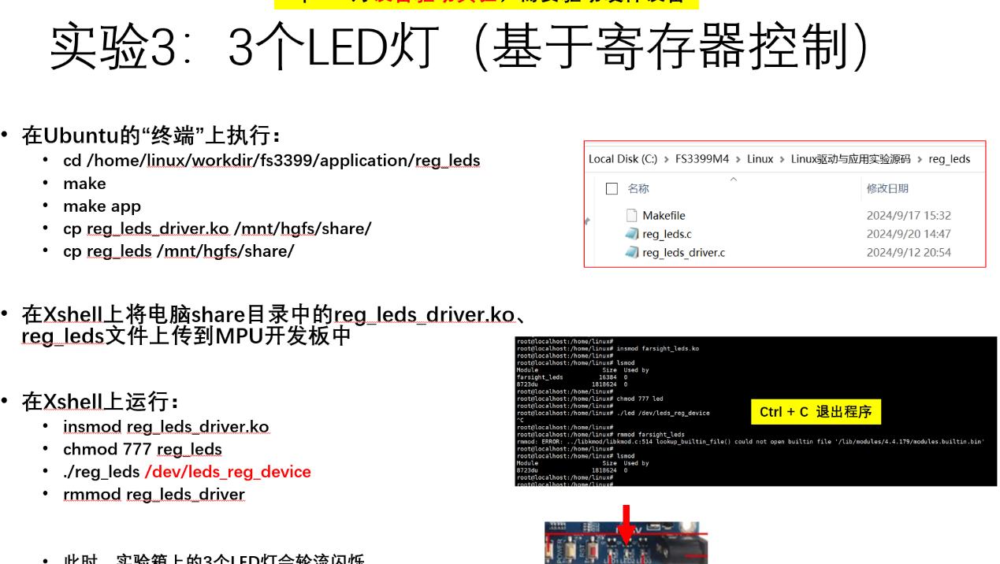 实验3：3个LED灯（基于寄存器控制）
• 在Ubuntu的“终端”上执行：
• cd /home/linux/workdir/fs3399/application/reg_leds
• make
• make app
• cp reg_leds_driver.ko /mnt/hgfs/share/
• cp reg_leds /mnt/hgfs/share/
Local Disk (C:) > FS3399M4 > Linux > Linux驱动与应用实验源码 > reg_leds
名称 修改日期
Makefile 2024/9/17 15:32
reg_leds.c 2024/9/20 14:47
reg_leds_driver.c 2024/9/12 20:54
• 在Xshell上将电脑share目录中的reg_leds_driver.ko、
reg_leds文件上传到MPU开发板中
• 在Xshell上运行：
• insmod reg_leds_driver.ko
• chmod 777 reg_leds
• ./reg_leds /dev/leds_reg_device
• rmmod reg_leds_driver
• 此时，实验箱上的3个LED灯会轮流闪烁
root@localhost:/home/linux#
root@localhost:/home/linux# insmod farsight_leds.ko
root@localhost:/home/linux#
root@localhost:/home/linux# lsmod
Module Size Used by
farsight_leds 16384 0
8723du 1818624 0
root@localhost:/home/linux#
root@localhost:/home/linux# chmod 777 led
root@localhost:/home/linux#
root@localhost:/home/linux# ./led /dev/leds_reg_device
^C
root@localhost:/home/linux#
root@localhost:/home/linux# rmmod farsight_leds
rmmod: ERROR: ../libkmod/libkmod.c:514 lookup_builtin_file() could not open builtin file '/lib/modules/4.4.179/modules.builtin.bin'
root@localhost:/home/linux#
root@localhost:/home/linux# lsmod
Module Size Used by
8723du 1818624 0
root@localhost:/home/linux#
root@localhost:/home/linux#
Ctrl + C 退出程序
POWER
RST
LED1 LED2 LED3